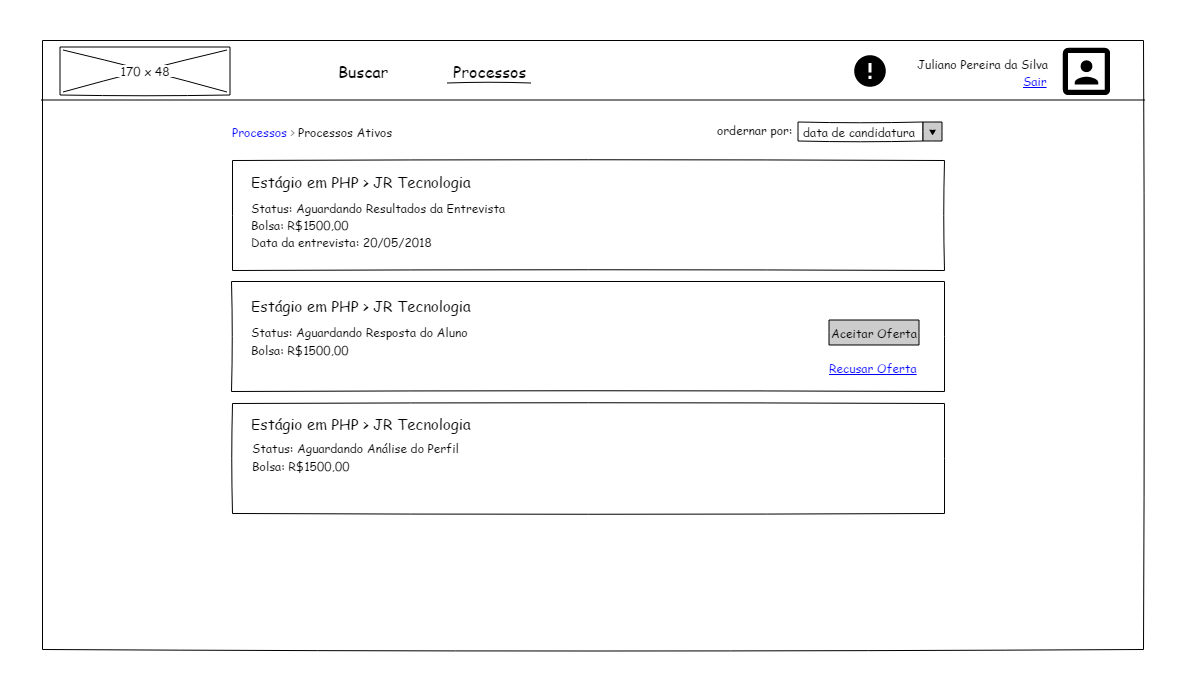 170 x 48
Buscar
Processos
Juliano Pereira da Silva
Sair
Processos > Processos Ativos
ordernar por:
data de candidatura
Estágio em PHP > JR Tecnologia
Status: Aguardando Resultados da Entrevista
Bolsa: R$1500,00
Data da entrevista: 20/05/2018
Estágio em PHP > JR Tecnologia
Status: Aguardando Resposta do Aluno
Bolsa: R$1500,00
Aceitar Oferta
Recusar Oferta
Estágio em PHP > JR Tecnologia
Status: Aguardando Análise do Perfil
Bolsa: R$1500,00